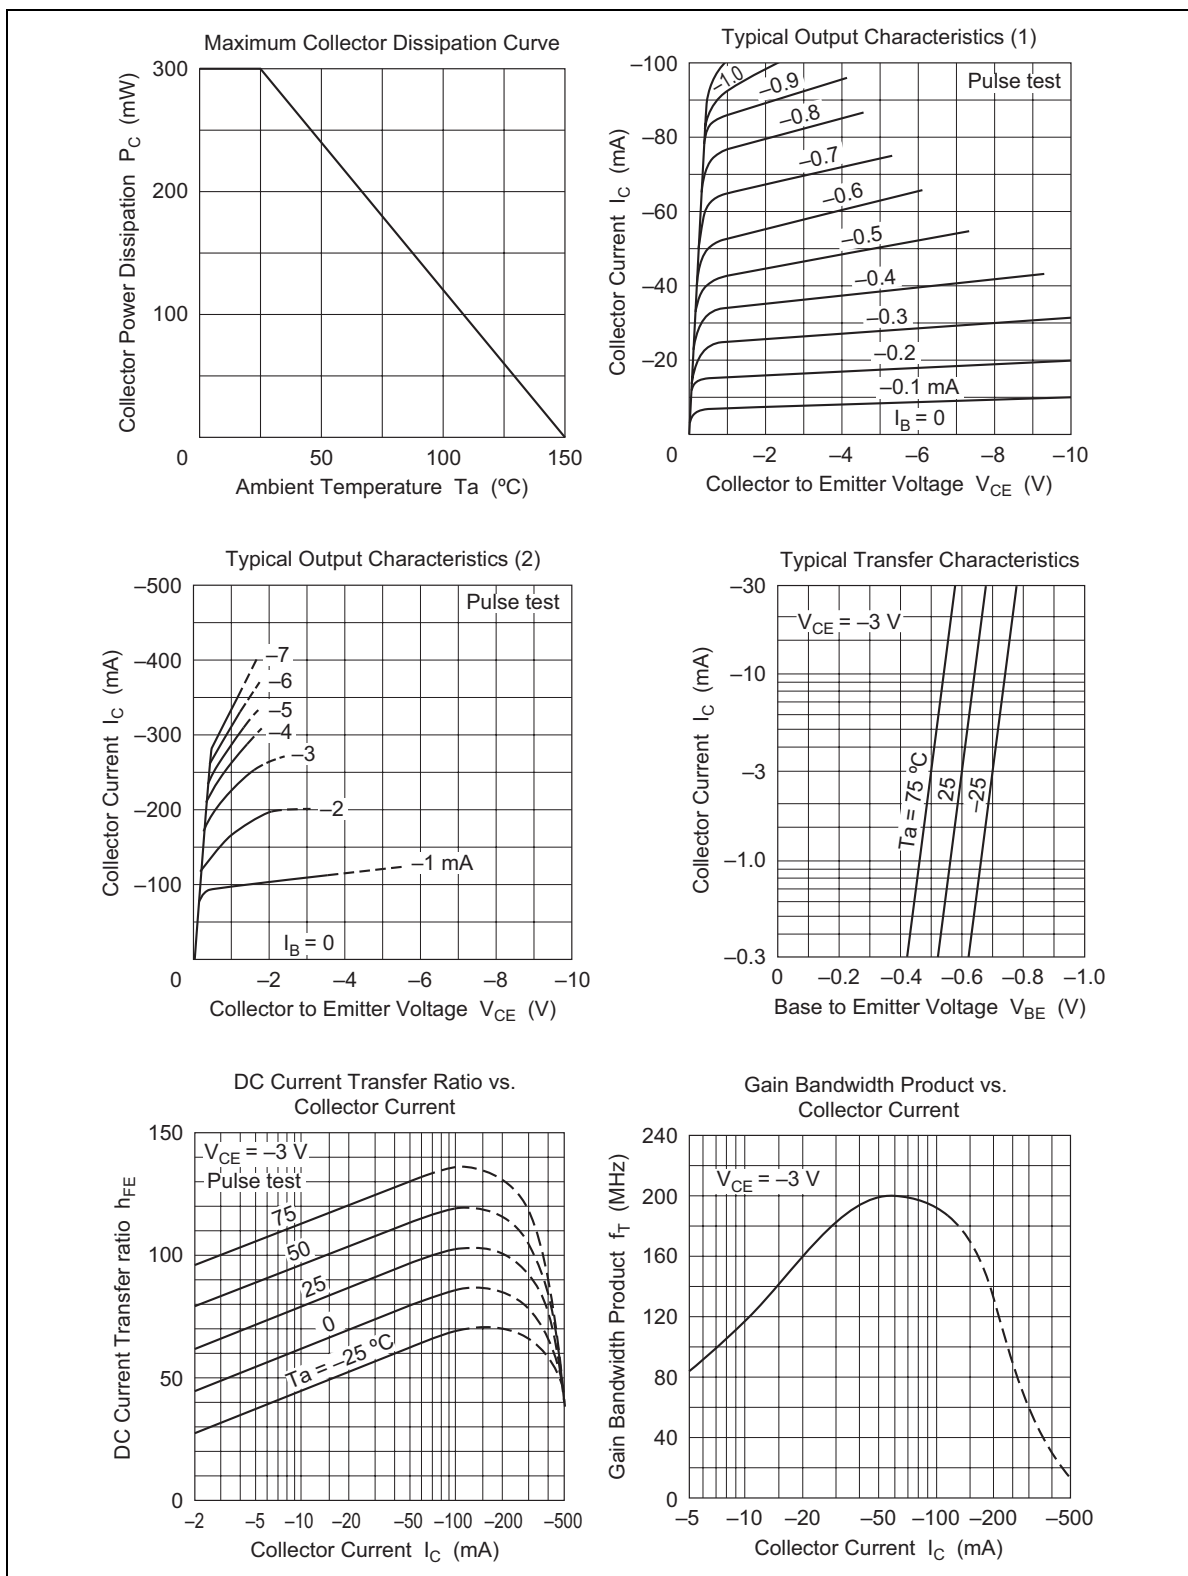 Maximum Collector Dissipation Curve
Collector Power Dissipation P_C (mW)
300
200
100
0
50
100
150
Ambient Temperature Ta (ºC)
Typical Output Characteristics (1)
Collector Current I_C (mA)
–100
–80
–60
–40
–20
Pulse test
–1.0
–0.9
–0.8
–0.7
–0.6
–0.5
–0.4
–0.3
–0.2
–0.1 mA
I_B = 0
0
–2
–4
–6
–8
–10
Collector to Emitter Voltage V_CE (V)
Typical Output Characteristics (2)
Collector Current I_C (mA)
–500
–400
–300
–200
–100
Pulse test
–7
–6
–5
–4
–3
–2
–1 mA
I_B = 0
0
–2
–4
–6
–8
–10
Collector to Emitter Voltage V_CE (V)
Typical Transfer Characteristics
Collector Current I_C (mA)
–30
–10
–3
–1.0
–0.3
V_CE = –3 V
Ta = 75 ºC
25
–25
0
–0.2
–0.4
–0.6
–0.8
–1.0
Base to Emitter Voltage V_BE (V)
DC Current Transfer Ratio vs.
Collector Current
DC Current Transfer ratio h_FE
150
100
50
0
V_CE = –3 V
Pulse test
75
50
25
0
Ta = –25 ºC
–2
–5
–10
–20
–50
–100
–200
–500
Collector Current I_C (mA)
Gain Bandwidth Product vs.
Collector Current
Gain Bandwidth Product f_T (MHz)
240
200
160
120
80
40
0
V_CE = –3 V
–5
–10
–20
–50
–100
–200
–500
Collector Current I_C (mA)